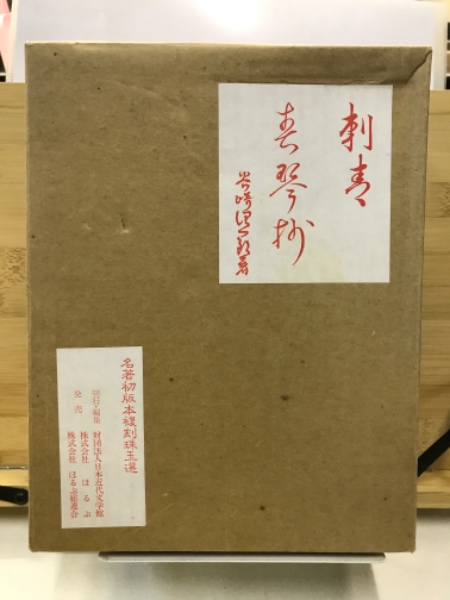 刺青
春琴抄
谷崎潤一郎著
名著初版本複刻珠玉選
刊行・編集 財団法人日本近代文学館
株式会社 ほるぷ
発売 株式会社 ほるぷ総連合